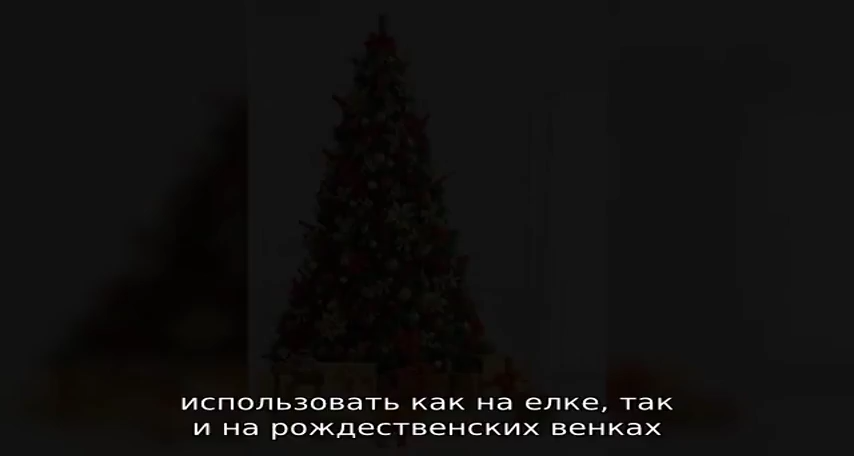 использовать как на елке, так
и на рождественских венках